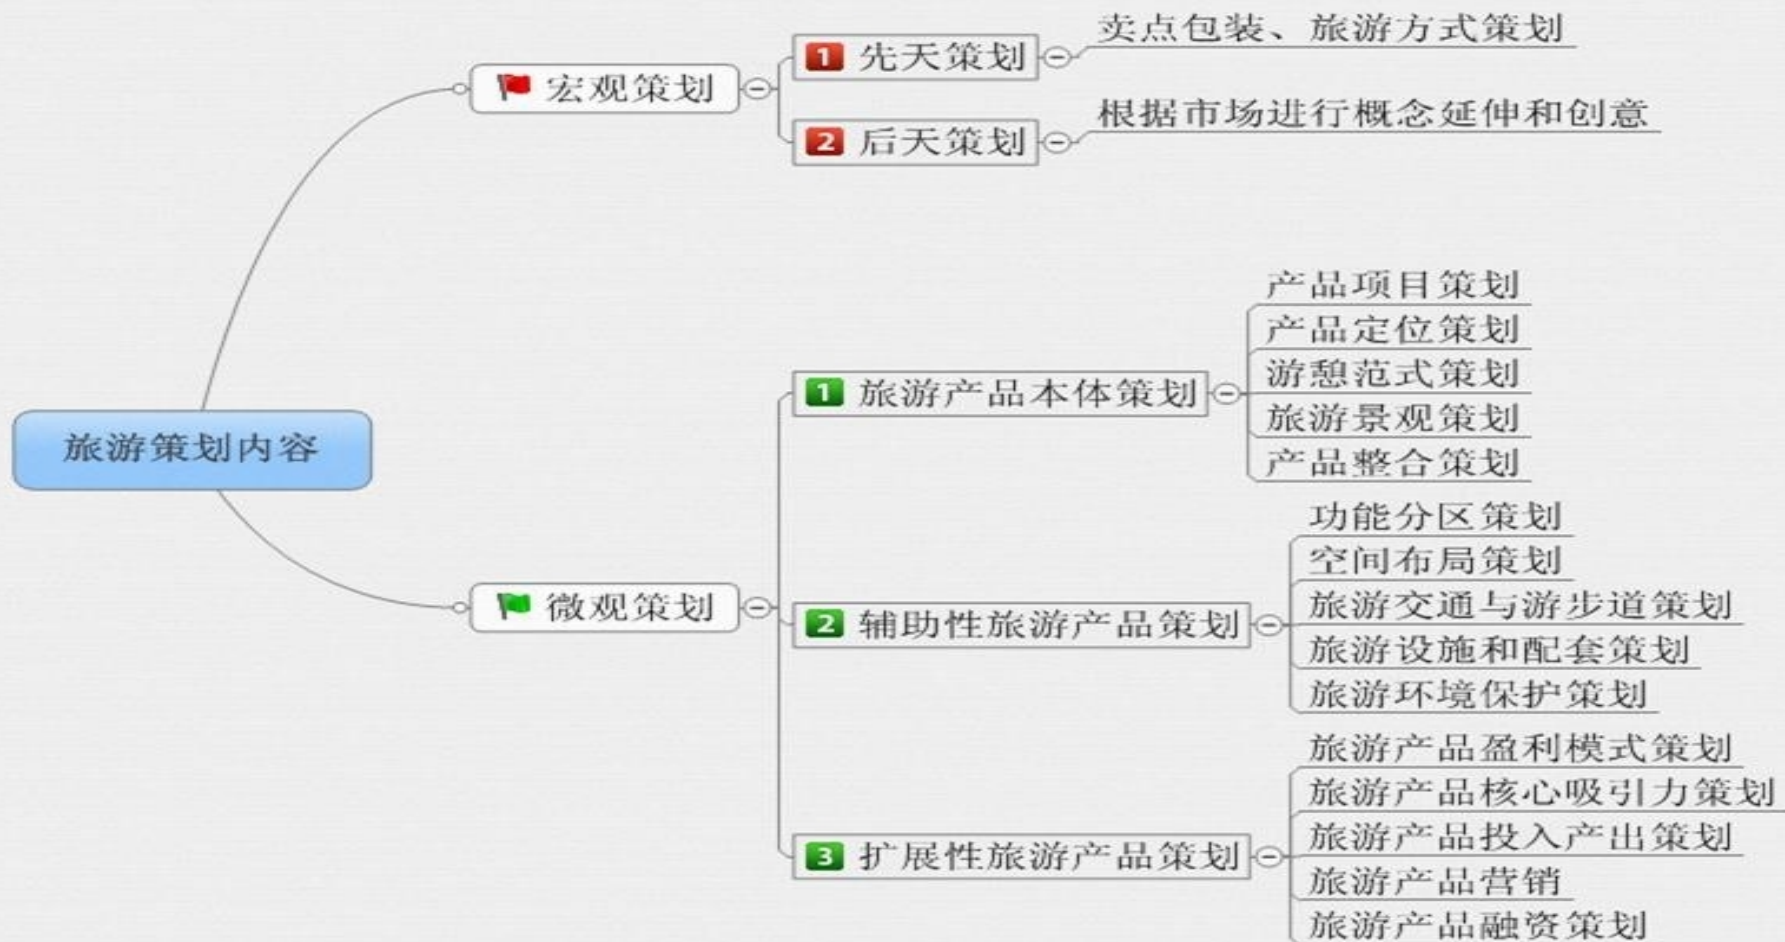 旅游策划内容
宏观策划
1 先天策划
卖点包装、旅游方式策划
2 后天策划
根据市场进行概念延伸和创意
微观策划
1 旅游产品本体策划
产品项目策划
产品定位策划
游憩范式策划
旅游景观策划
产品整合策划
2 辅助性旅游产品策划
功能分区策划
空间布局策划
旅游交通与游步道策划
旅游设施和配套策划
旅游环境保护策划
3 扩展性旅游产品策划
旅游产品盈利模式策划
旅游产品核心吸引力策划
旅游产品投入产出策划
旅游产品营销
旅游产品融资策划